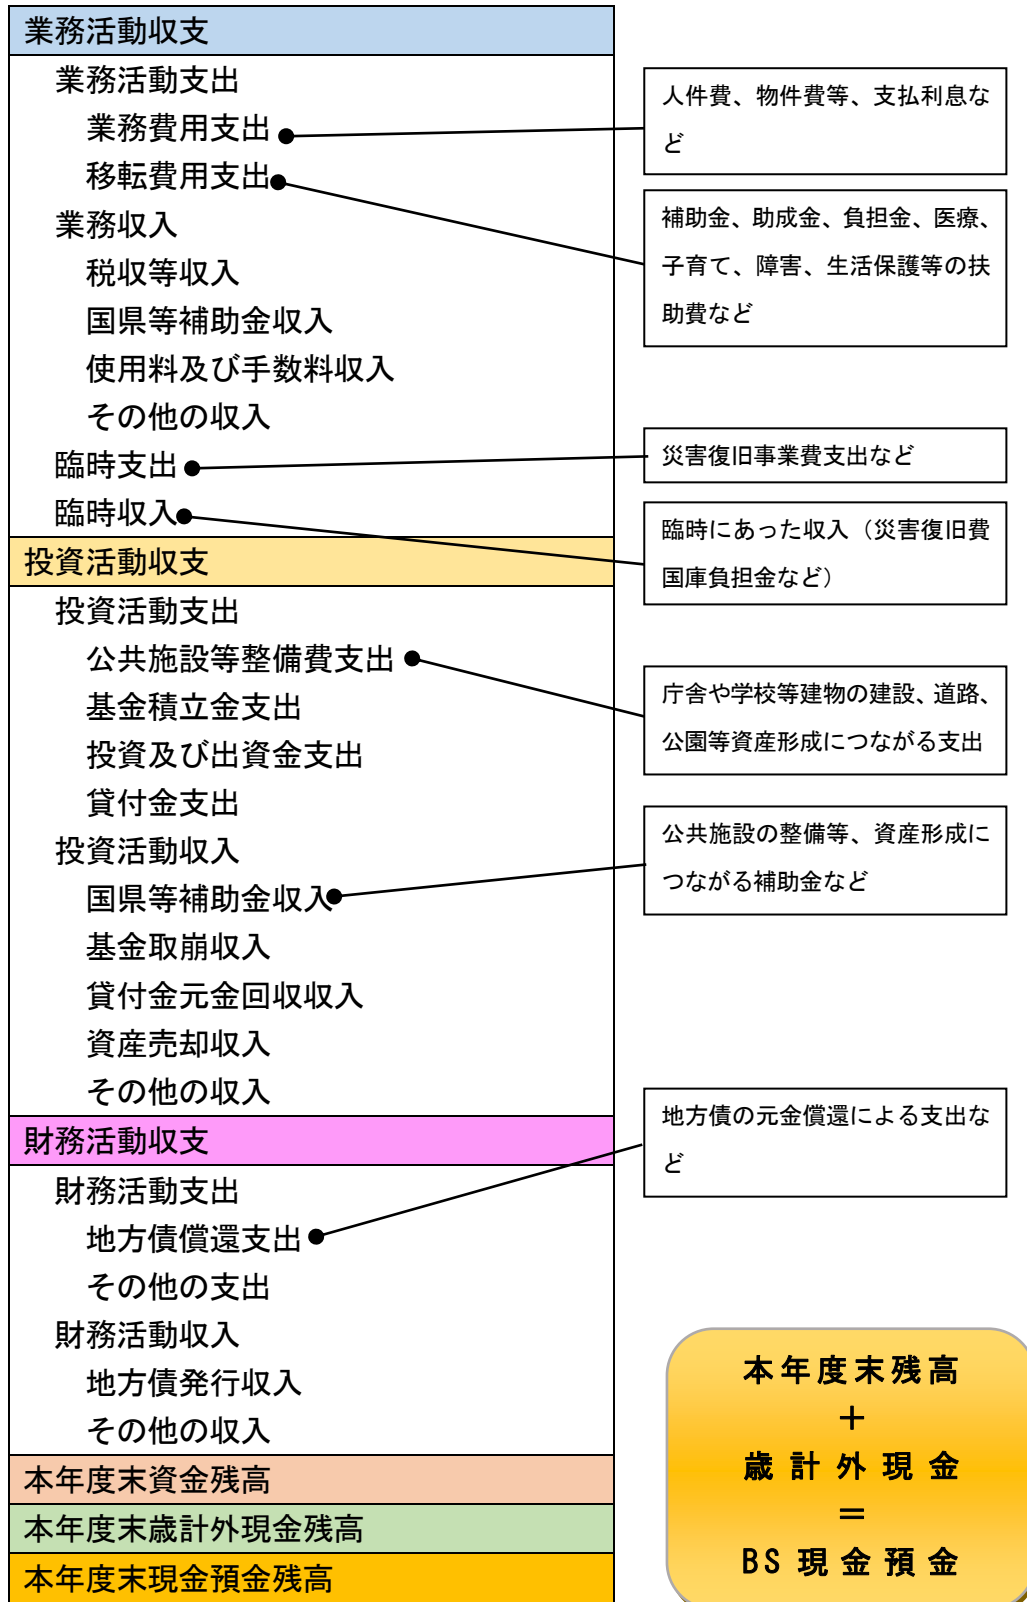 業務活動収支
業務活動支出
業務費用支出
移転費用支出
業務収入
税収等収入
国県等補助金収入
使用料及び手数料収入
その他の収入
臨時支出
臨時収入
投資活動収支
投資活動支出
公共施設等整備費支出
基金積立金支出
投資及び出資金支出
貸付金支出
投資活動収入
国県等補助金収入
基金取崩収入
貸付金元金回収収入
資産売却収入
その他の収入
財務活動収支
財務活動支出
地方債償還支出
その他の支出
財務活動収入
地方債発行収入
その他の収入
本年度末資金残高
本年度末歳計外現金残高
本年度末現金預金残高
人件費、物件費等、支払利息な
ど
補助金、助成金、負担金、医療、
子育て、障害、生活保護等の扶
助費など
災害復旧事業費支出など
臨時にあった収入（災害復旧費
国庫負担金など）
庁舎や学校等建物の建設、道路、
公園等資産形成につながる支出
公共施設の整備等、資産形成に
つながる補助金など
地方債の元金償還による支出な
ど
本年度末残高
＋
歳計外現金
＝
BS現金預金